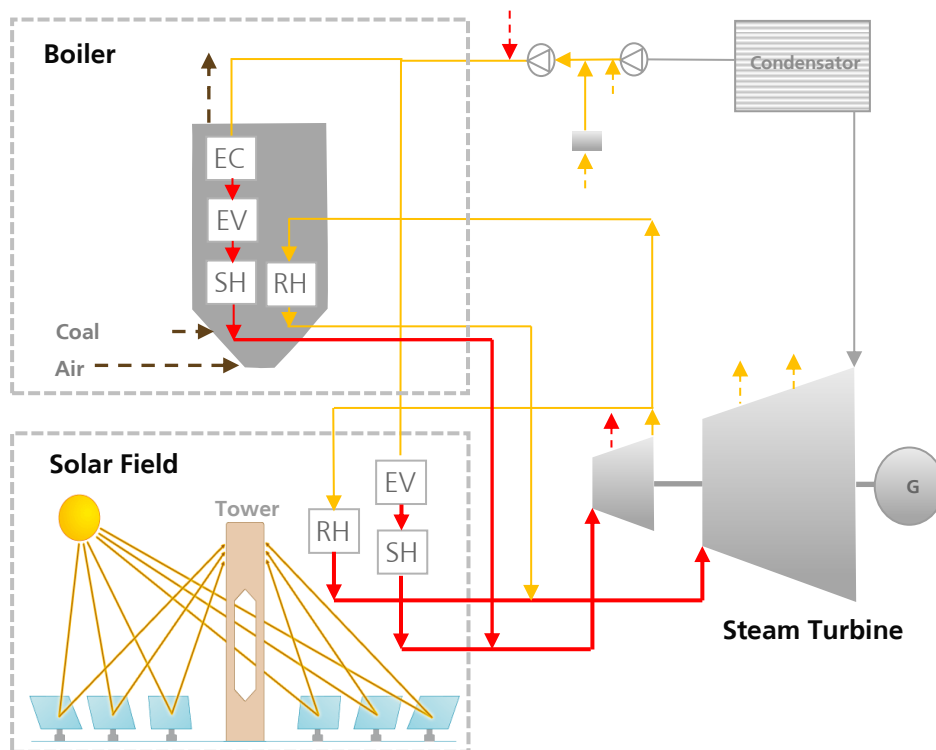 Boiler
Condensator
EC
EV
SH
RH
Coal
Air
Solar Field
Tower
EV
RH
SH
G
Steam Turbine